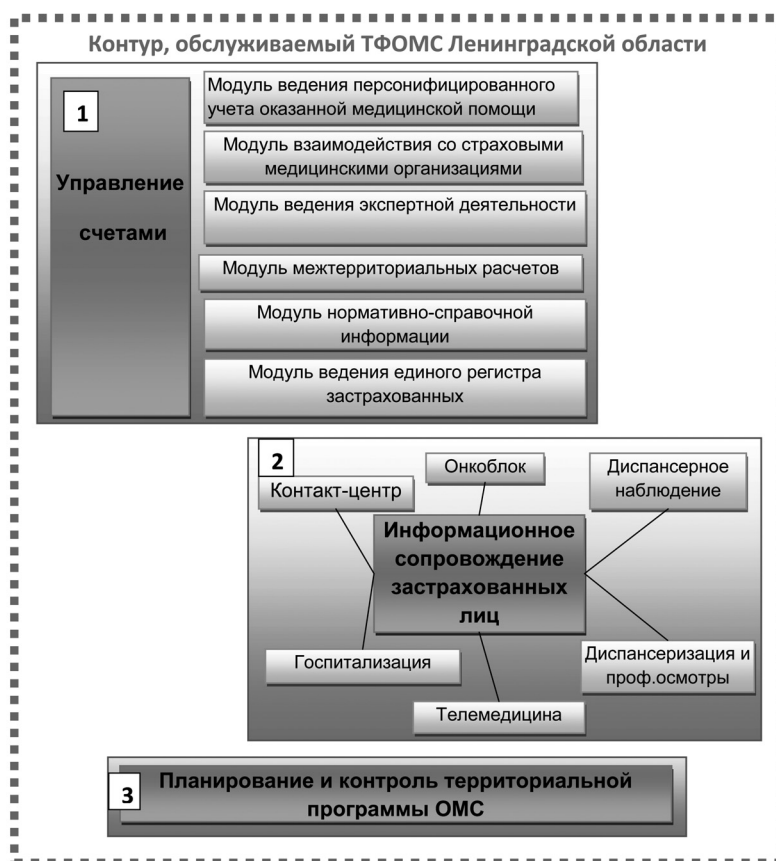 Контур, обслуживаемый ТФОМС Ленинградской области
1
Управление
счетами
Модуль ведения персонифицированного
учета оказанной медицинской помощи
Модуль взаимодействия со страховыми
медицинскими организациями
Модуль ведения экспертной деятельности
Модуль межтерриториальных расчетов
Модуль нормативно-справочной
информации
Модуль ведения единого регистра
застрахованных
2
Контакт-центр
Онкоблок
Диспансерное
наблюдение
Информационное
сопровождение
застрахованных
лиц
Госпитализация
Диспансеризация и
проф.осмотры
Телемедицина
3
Планирование и контроль территориальной
программы ОМС